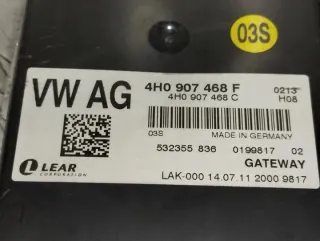 03S
VW AG
4H0 907 468 F 0213
4H0 907 468 C H08
03S MADE IN GERMANY
532355 836 0199817 02
LEAR
CORPORATION
GATEWAY
LAK-000 14.07.11 2000 9817